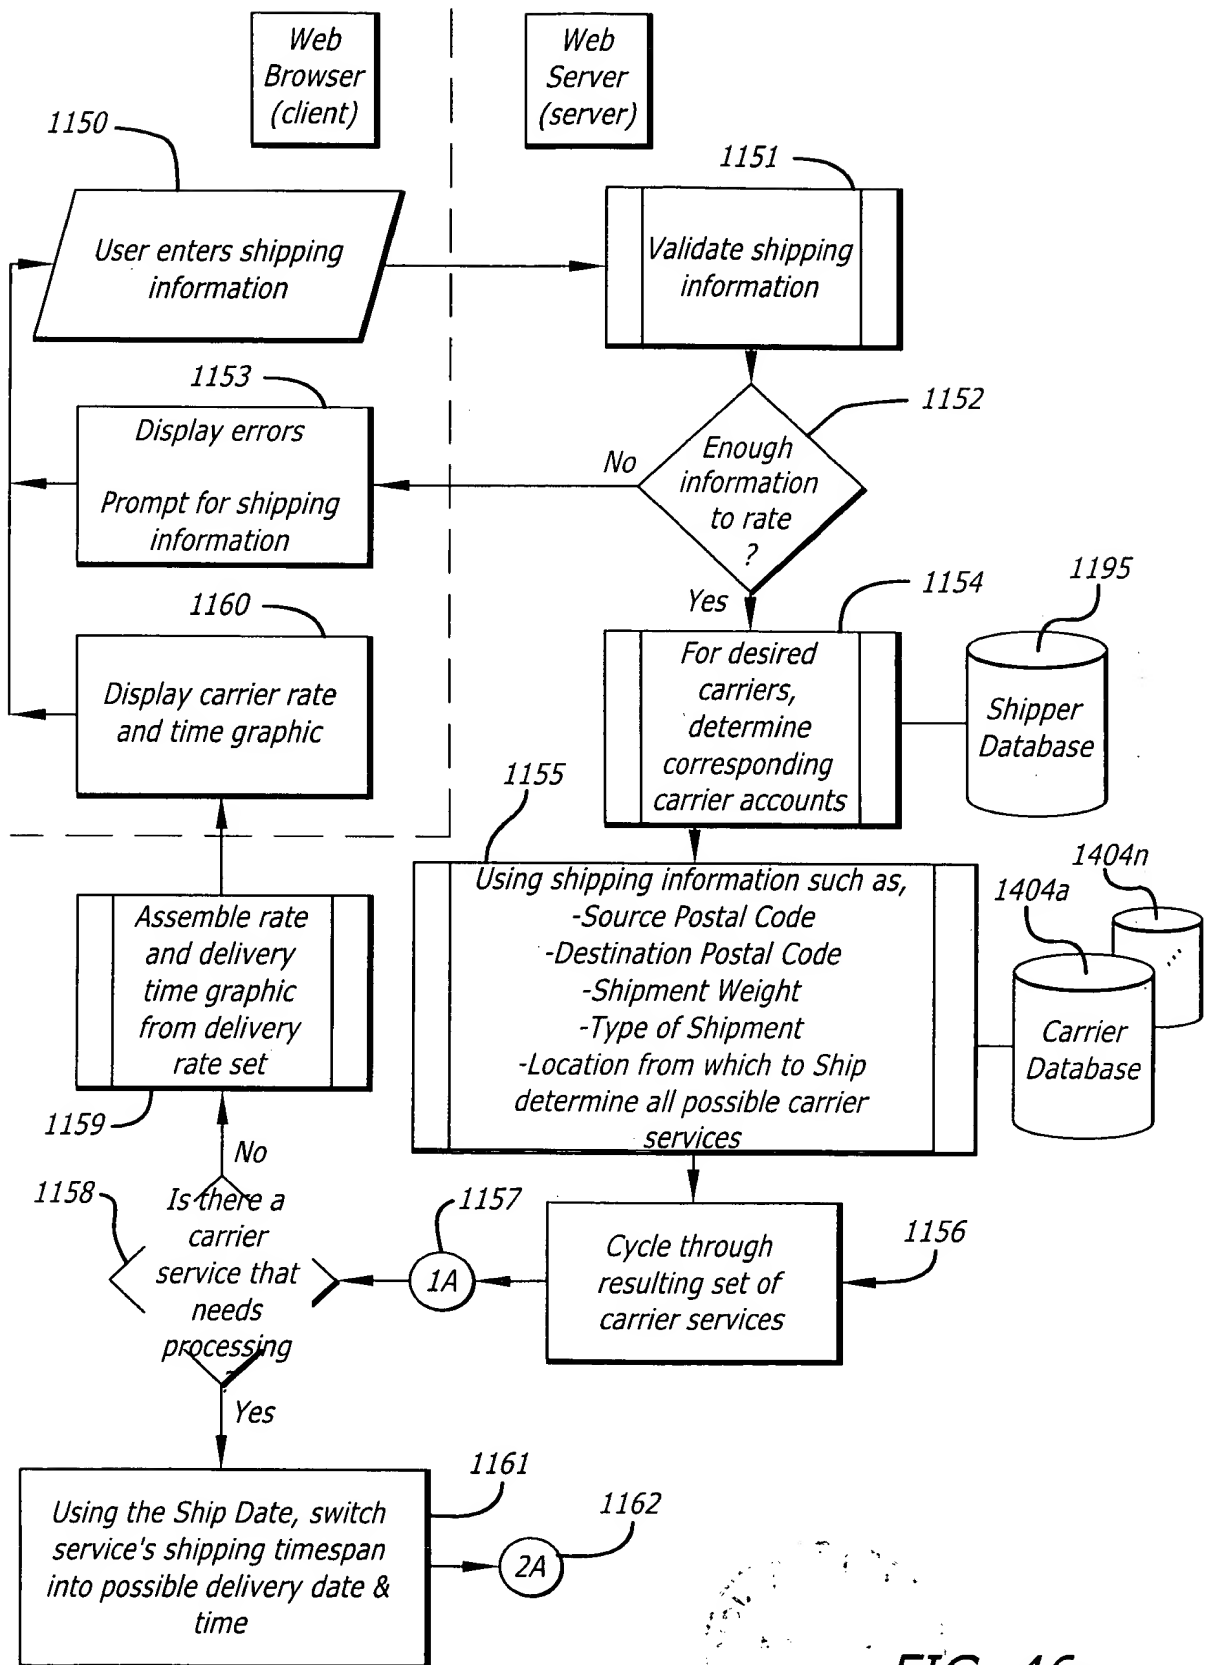 Web
Browser
(client)
Web
Server
(server)
1150
User enters shipping
information
1151
Validate shipping
information
1153
Display errors
Prompt for shipping
information
1152
Enough
information
to rate
?
No
Yes
1160
Display carrier rate
and time graphic
1154
For desired
carriers,
determine
corresponding
carrier accounts
1195
Shipper
Database
1155
Using shipping information such as,
-Source Postal Code
-Destination Postal Code
-Shipment Weight
-Type of Shipment
-Location from which to Ship
determine all possible carrier
services
1404a
1404n
...
Carrier
Database
Assemble rate
and delivery
time graphic
from delivery
rate set
1159
No
1158
Is there a
carrier
service that
needs
processing
?
Yes
1157
1A
1156
Cycle through
resulting set of
carrier services
1161
Using the Ship Date, switch
service's shipping timespan
into possible delivery date &
time
1162
2A
FIG. 46